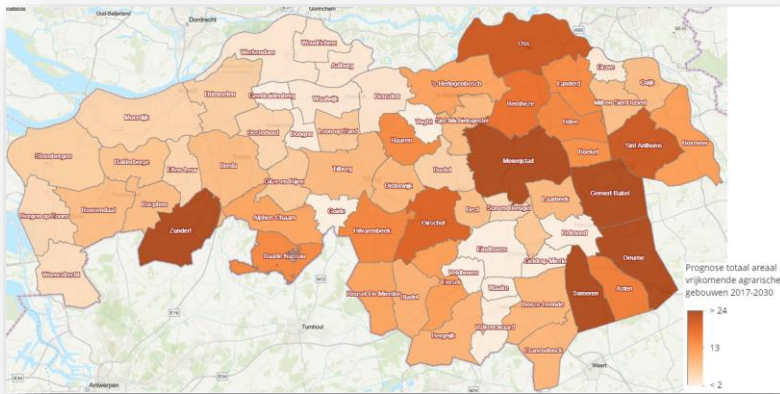 Oud-Beijerland
Dordrecht
Gorinchem
Woudrichem
Werkendam
Aalburg
Oss
Grave
Geertruidenberg
Waalwijk
Heusden
's-Hertogenbosch
Landerd
Cuijk
Drimmelen
Bernheze
Mill en Sint Hubert
Moerdijk
Oosterhout
Dongen
Loon op Zand
Vught
Sint-Michielsgestel
Uden
Haaren
Boekel
Sint Anthonis
Boxmeer
Steenbergen
Halderberge
Etten-Leur
Breda
Tilburg
Boxtel
Meierijstad
Gilze en Rijen
Oisterwijk
Gemert-Bakel
Rucphen
Best
Son en Breugel
Laarbeek
Bergen op Zoom
Roosendaal
Goirle
Alphen-Chaam
Zundert
Hilvarenbeek
Oirschot
Helmond
Eindhoven
Baarle-Nassau
Deurne
Geldrop-Mierlo
Woensdrecht
Veldhoven
Eersel
Waalre
Someren
Asten
Reusel-De Mierden
Bladel
Heeze-Leende
Bergeijk
Valkenswaard
Cranendonck
Turnhout
Weert
Antwerpen
Prognose totaal areaal
vrijkomende agrarische
gebouwen 2017-2030
> 24
13
< 2